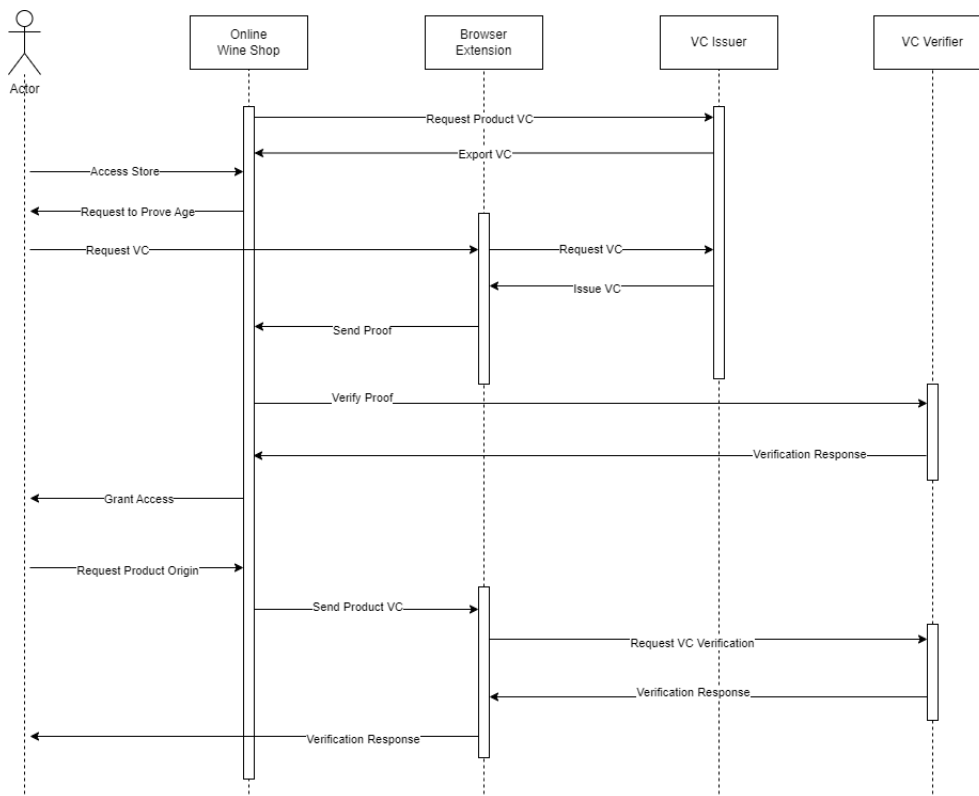 Online
Wine Shop
Browser
Extension
VC Issuer
VC Verifier
Actor
Request Product VC
Export VC
Access Store
Request to Prove Age
Request VC
Request VC
Issue VC
Send Proof
Verify Proof
Verification Response
Grant Access
Request Product Origin
Send Product VC
Request VC Verification
Verification Response
Verification Response